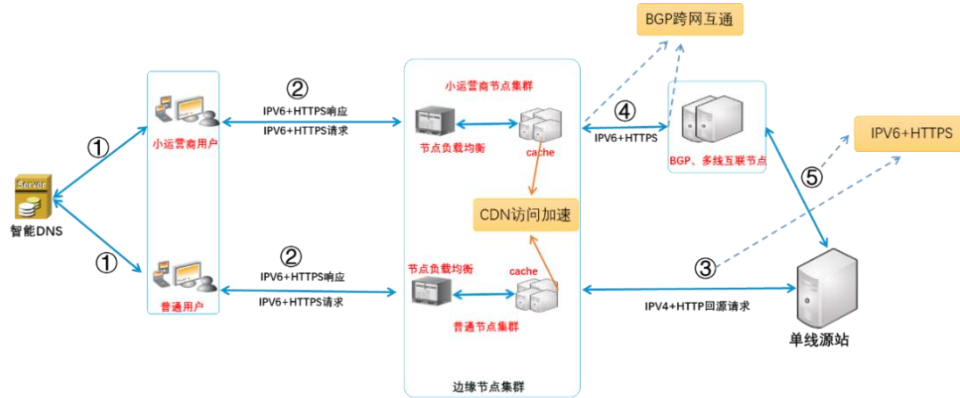 BGP跨网互通
②
小运营商节点集群
IPV6+HTTPS响应
IPV6+HTTPS请求
④
IPV6+HTTPS
IPV6+HTTPS
①
小运营商用户
节点负载均衡
cache
BGP、多线互联节点
⑤
Server
智能DNS
CDN访问加速
①
②
IPV6+HTTPS响应
IPV6+HTTPS请求
节点负载均衡
cache
③
IPV4+HTTP回源请求
普通用户
普通节点集群
单线源站
边缘节点集群